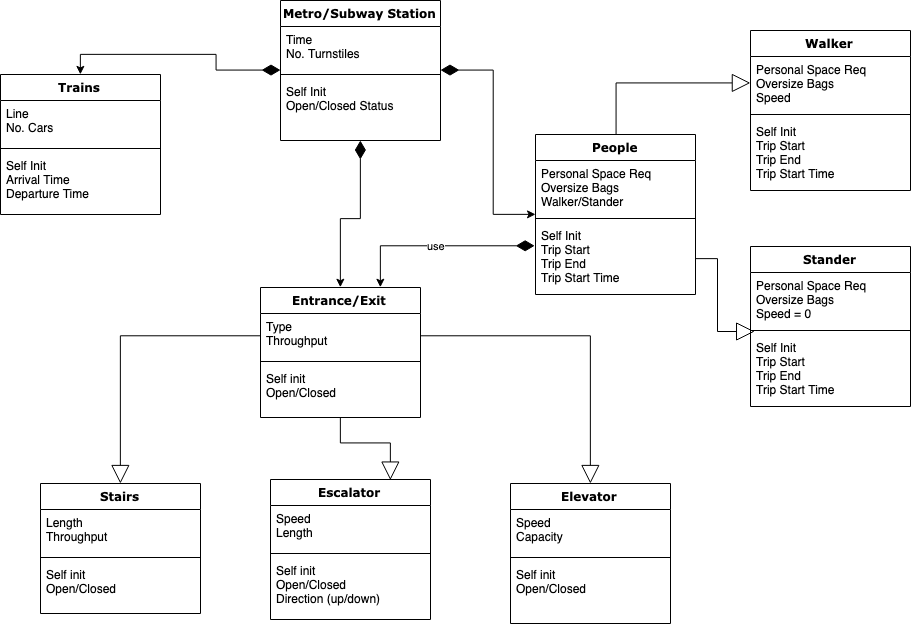 Metro/Subway Station
Time
No. Turnstiles
Self Init
Open/Closed Status
Trains
Line
No. Cars
Self Init
Arrival Time
Departure Time
People
Personal Space Req
Oversize Bags
Walker/Stander
Self Init
Trip Start
Trip End
Trip Start Time
Walker
Personal Space Req
Oversize Bags
Speed
Self Init
Trip Start
Trip End
Trip Start Time
use
Stander
Personal Space Req
Oversize Bags
Speed = 0
Self Init
Trip Start
Trip End
Trip Start Time
Entrance/Exit
Type
Throughput
Self init
Open/Closed
Stairs
Length
Throughput
Self init
Open/Closed
Escalator
Speed
Length
Self init
Open/Closed
Direction (up/down)
Elevator
Speed
Capacity
Self init
Open/Closed